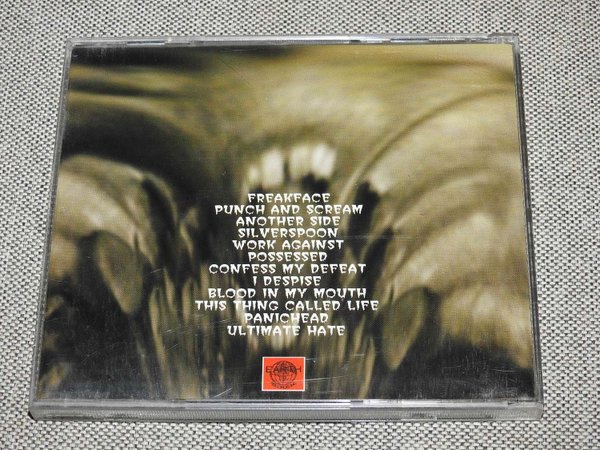 FREAKFACE
PUNCH AND SCREAM
ANOTHER SIDE
SILVERSPOON
WORK AGAINST
POSSESSED
CONFESS MY DEFEAT
I DESPISE
BLOOD IN MY MOUTH
THIS THING CALLED LIFE
PANICHEAD
ULTIMATE HATE
EARTH